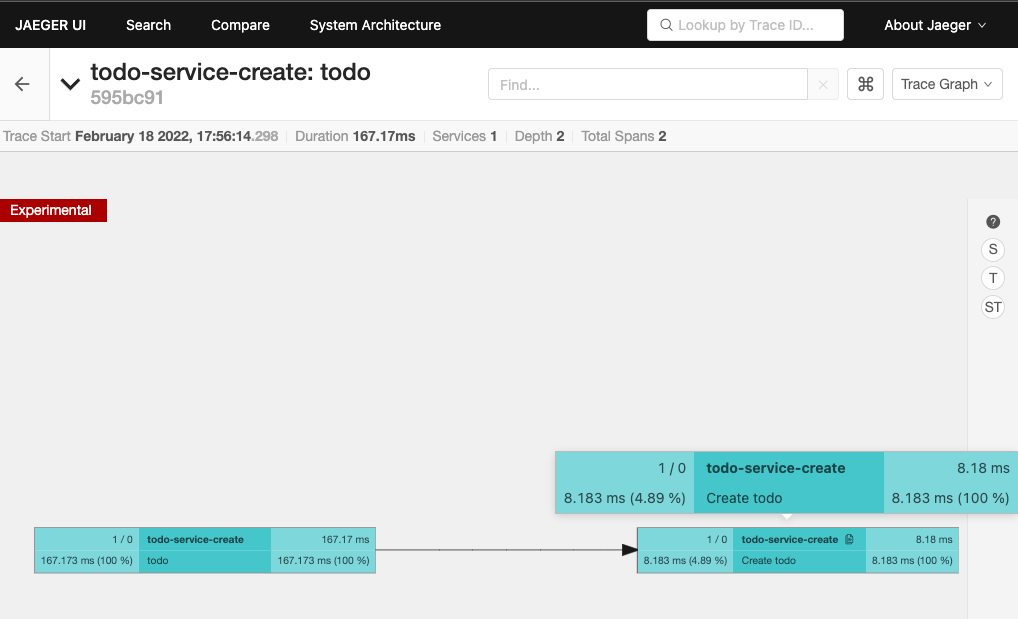 JAEGER UI Search Compare System Architecture Lookup by Trace ID... About Jaeger
todo-service-create: todo
595bc91
Find... ⌘ Trace Graph
Trace Start February 18 2022, 17:56:14.298 Duration 167.17ms Services 1 Depth 2 Total Spans 2
Experimental
?
S
T
ST
1 / 0 todo-service-create 8.18 ms
8.183 ms (4.89 %) Create todo 8.183 ms (100 %)
1 / 0 todo-service-create 167.17 ms
167.173 ms (100 %) todo 167.173 ms (100 %)
1 / 0 todo-service-create 8.18 ms
8.183 ms (4.89 %) Create todo 8.183 ms (100 %)